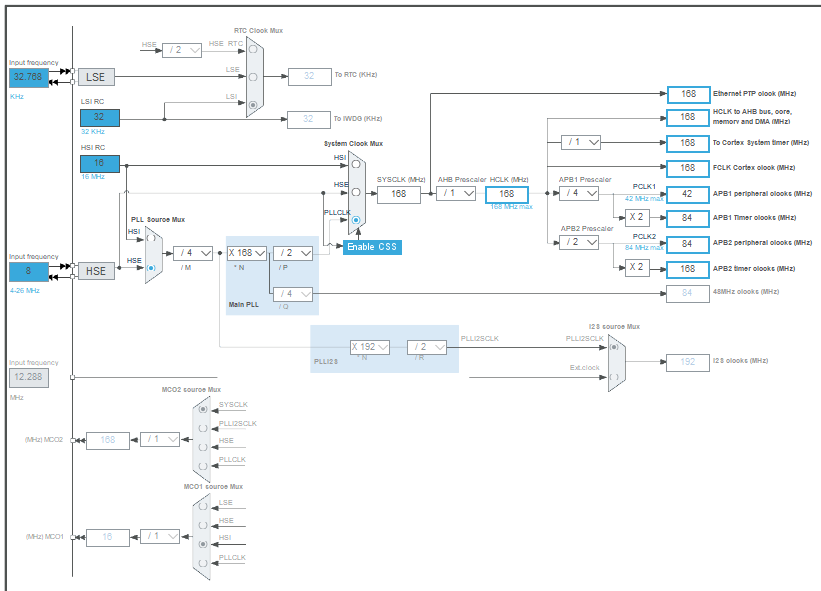 RTC Clock Mux
HSE
/ 2
HSE_RTC
Input frequency
32.768
KHz
LSE
LSE
32
To RTC (KHz)
LSI RC
32
32 KHz
LSI
32
To IWDG (KHz)
HSI RC
16
16 MHz
System Clock Mux
HSI
HSE
PLLCLK
Enable CSS
SYSCLK (MHz)
168
AHB Prescaler
/ 1
HCLK (MHz)
168
168 MHz max
168
Ethernet PTP clock (MHz)
168
HCLK to AHB bus, core,
memory and DMA (MHz)
/ 1
168
To Cortex System timer (MHz)
168
FCLK Cortex clock (MHz)
APB1 Prescaler
/ 4
PCLK1
42 MHz max
42
APB1 peripheral clocks (MHz)
X 2
84
APB1 Timer clocks (MHz)
APB2 Prescaler
/ 2
PCLK2
84 MHz max
84
APB2 peripheral clocks (MHz)
X 2
168
APB2 timer clocks (MHz)
84
48MHz clocks (MHz)
PLL Source Mux
HSI
HSE
Input frequency
8
4-26 MHz
HSE
/ 4
/ M
X 168
* N
/ 2
/ P
/ 4
/ Q
Main PLL
X 192
* N
/ 2
/ R
PLLI2S
PLLI2SCLK
I2S source Mux
PLLI2SCLK
Ext.clock
192
I2S clocks (MHz)
Input frequency
12.288
MHz
MCO2 source Mux
SYSCLK
PLLI2SCLK
HSE
PLLCLK
(MHz) MCO2
168
/ 1
MCO1 source Mux
LSE
HSE
HSI
PLLCLK
(MHz) MCO1
16
/ 1